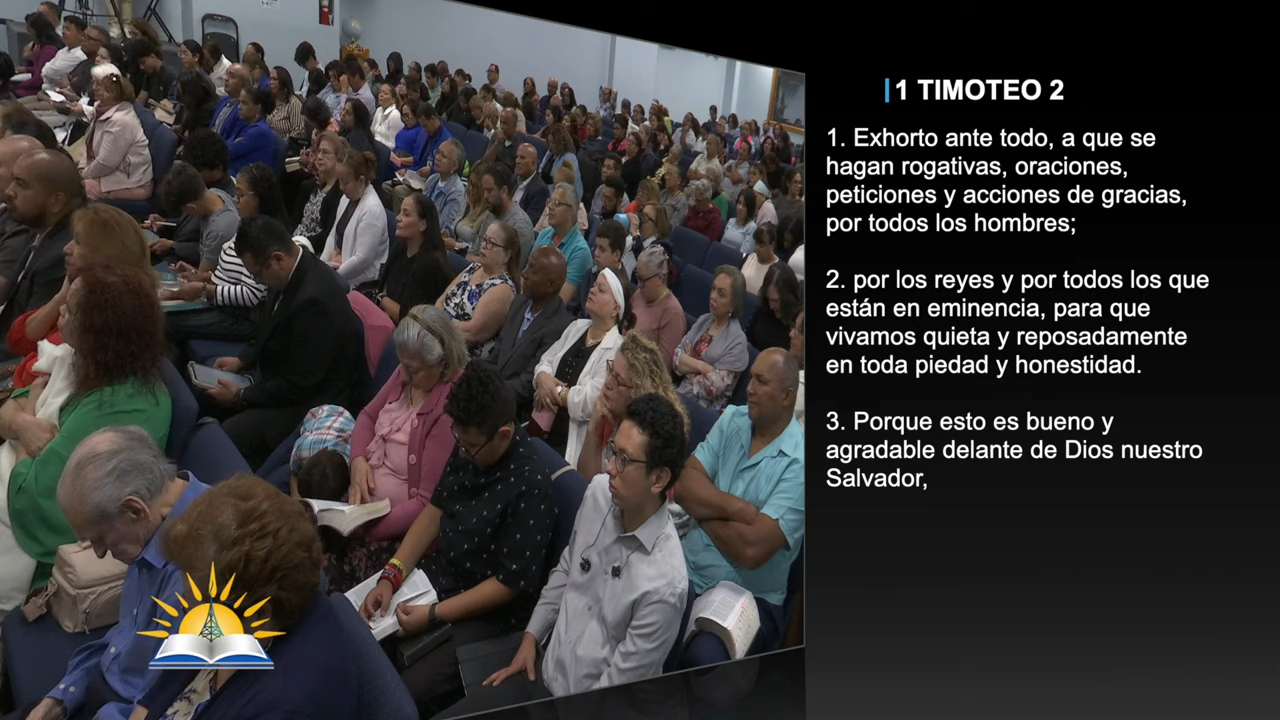 1 TIMOTEO 2
1. Exhorto ante todo, a que se
hagan rogativas, oraciones,
peticiones y acciones de gracias,
por todos los hombres;
2. por los reyes y por todos los que
están en eminencia, para que
vivamos quieta y reposadamente
en toda piedad y honestidad.
3. Porque esto es bueno y
agradable delante de Dios nuestro
Salvador,